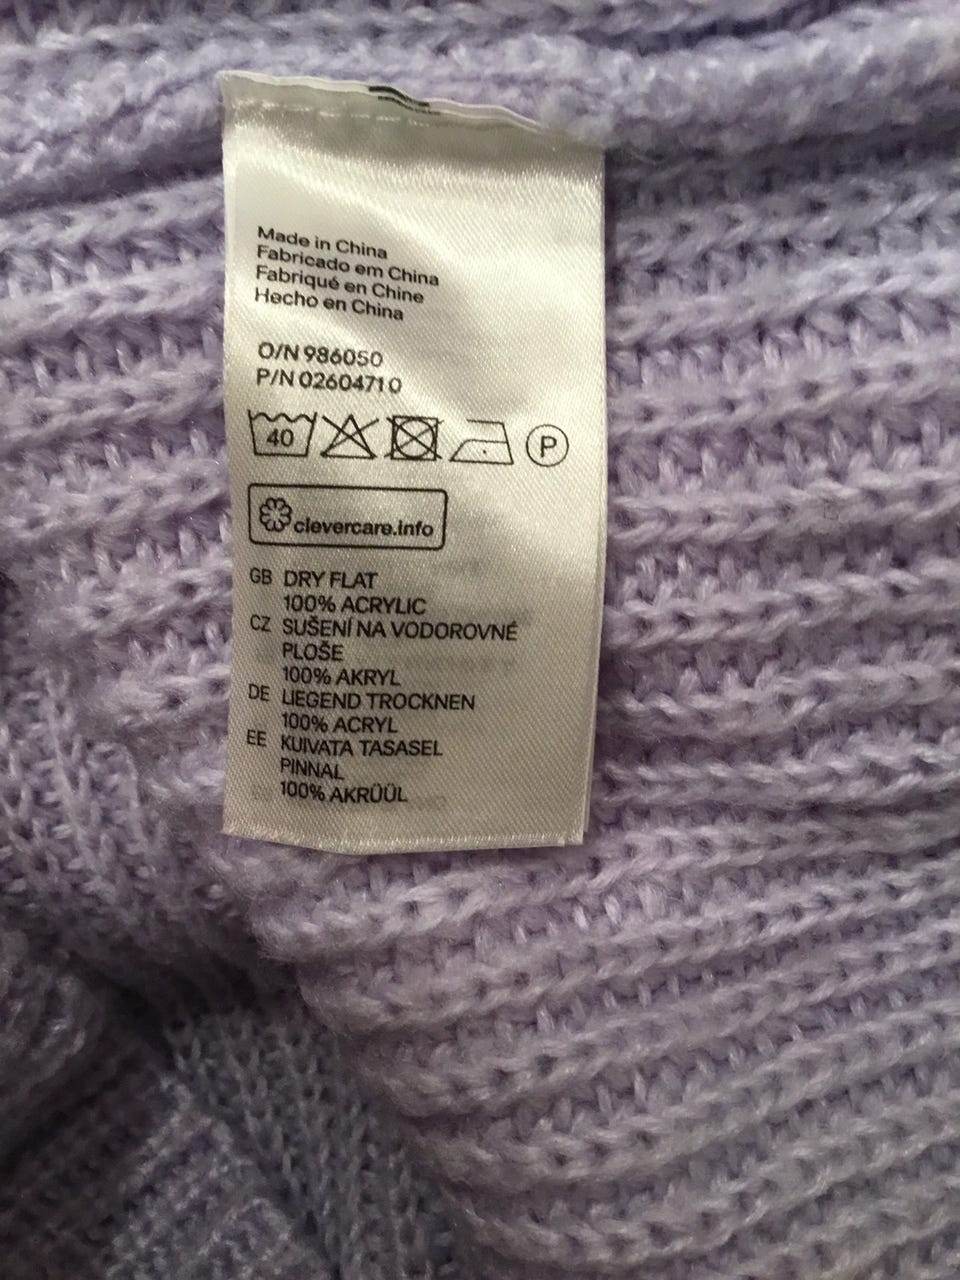 Made in China
Fabricado em China
Fabriqué en Chine
Hecho en China
O/N 986050
P/N 02604710
40
P
clevercare.info
GB DRY FLAT
100% ACRYLIC
CZ SUŠENÍ NA VODOROVNÉ
PLOŠE
100% AKRYL
DE LIEGEND TROCKNEN
100% ACRYL
EE KUIVATA TASASEL
PINNAL
100% AKRÜÜL